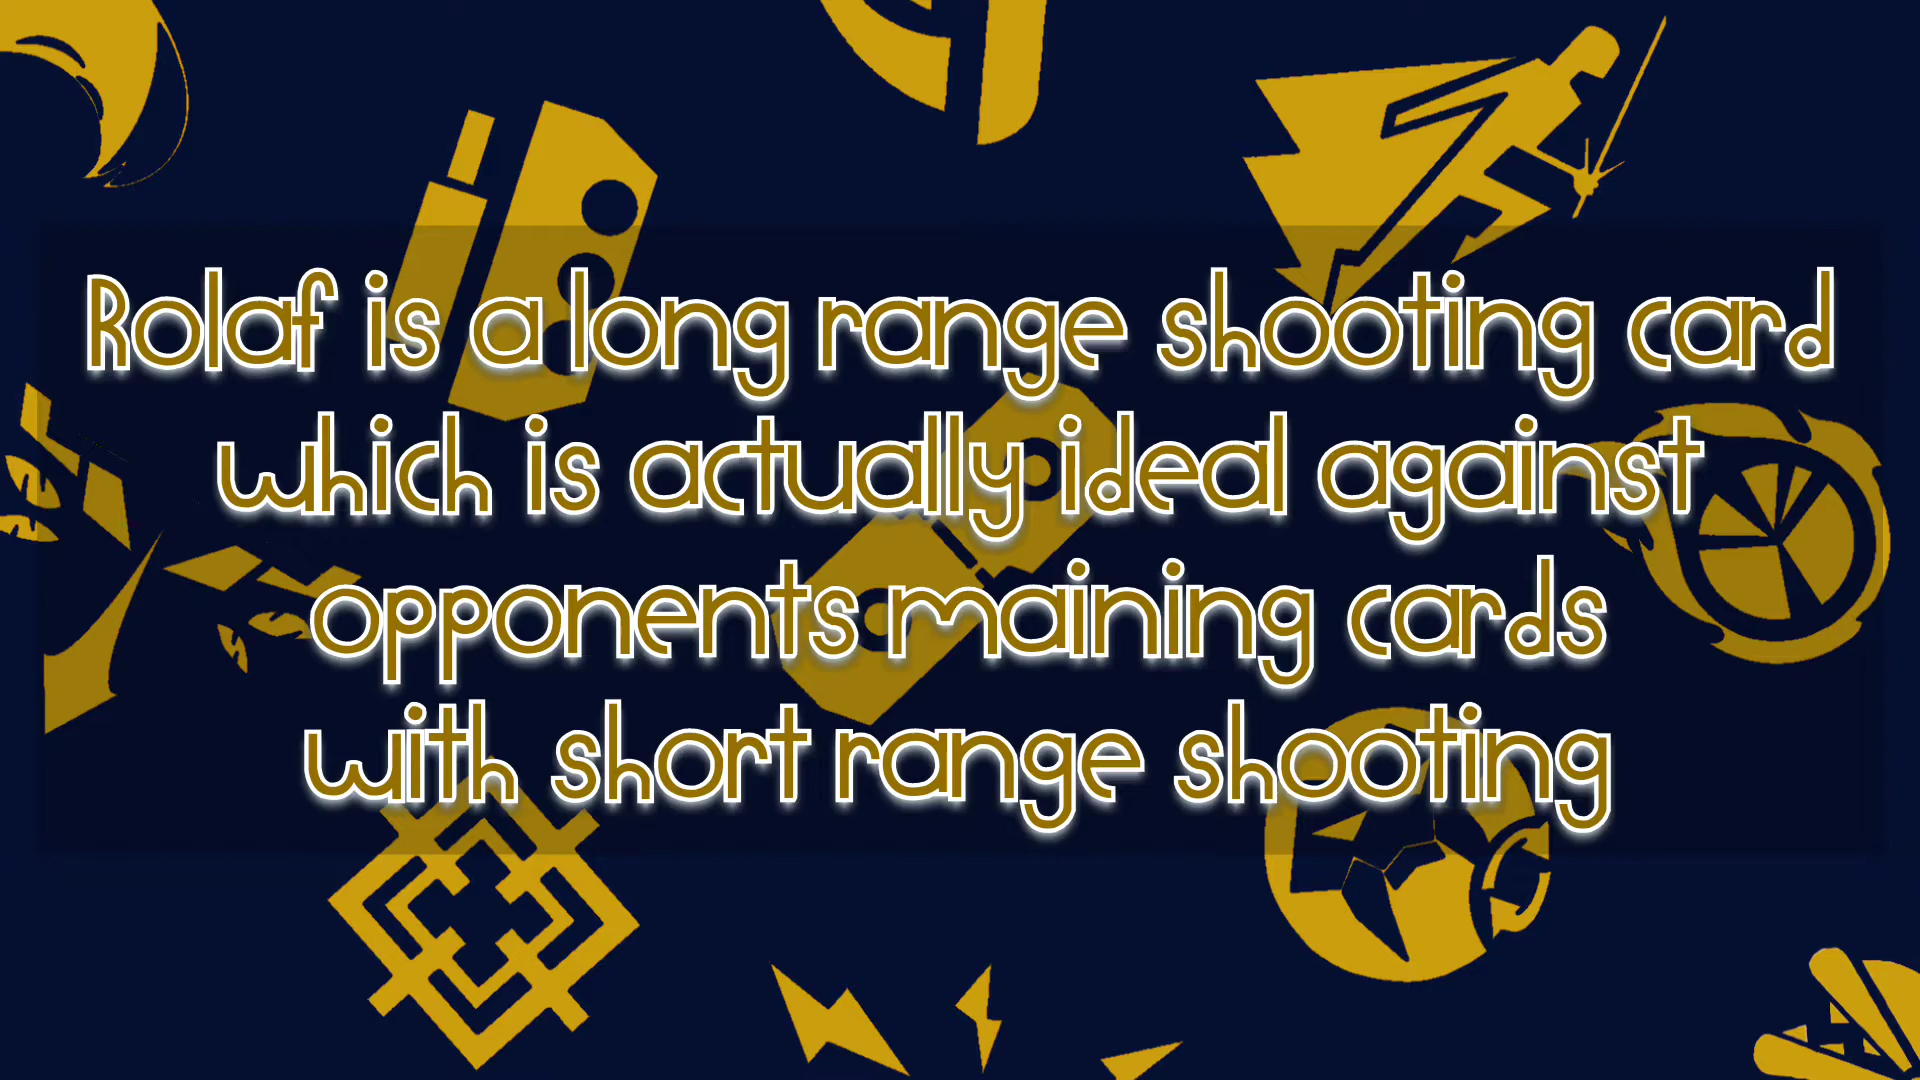 Rolaf is a long range shooting card
which is actually ideal against
opponents maining cards
with short range shooting